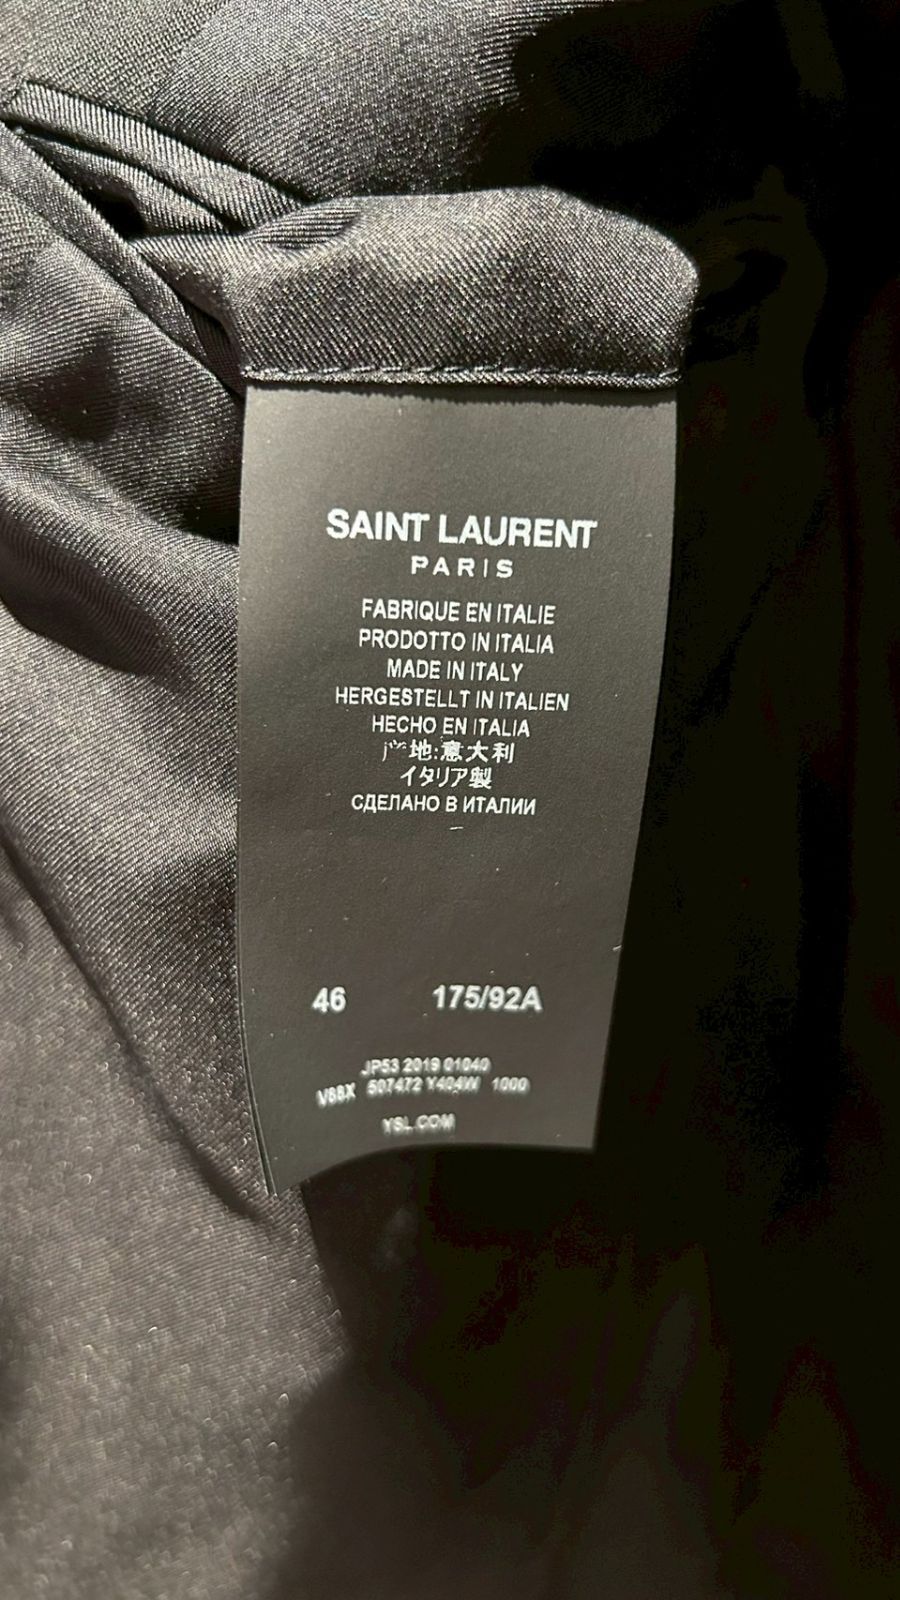 SAINT LAURENT
PARIS
FABRIQUE EN ITALIE
PRODOTTO IN ITALIA
MADE IN ITALY
HERGESTELLT IN ITALIEN
HECHO EN ITALIA
产地:意大利
イタリア製
СДЕЛАНО В ИТАЛИИ
46 175/92A
JP53 2019 01040
V88X 507472 Y404W 1000
YSL.COM